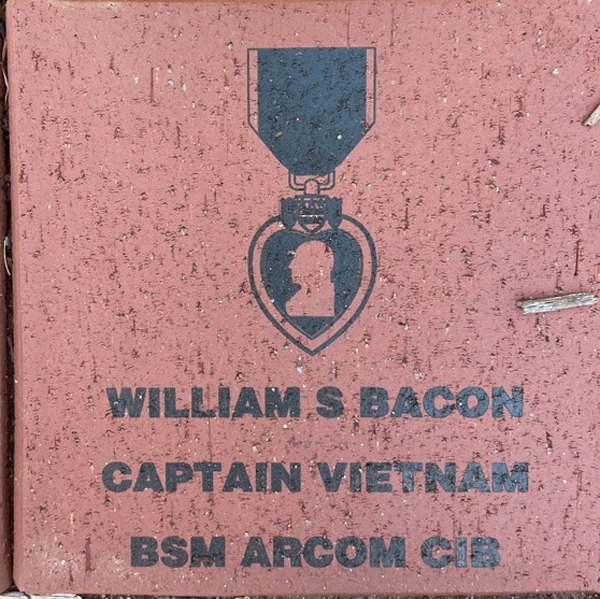 WILLIAM S BACON
CAPTAIN VIETNAM
BSM ARCOM CIB